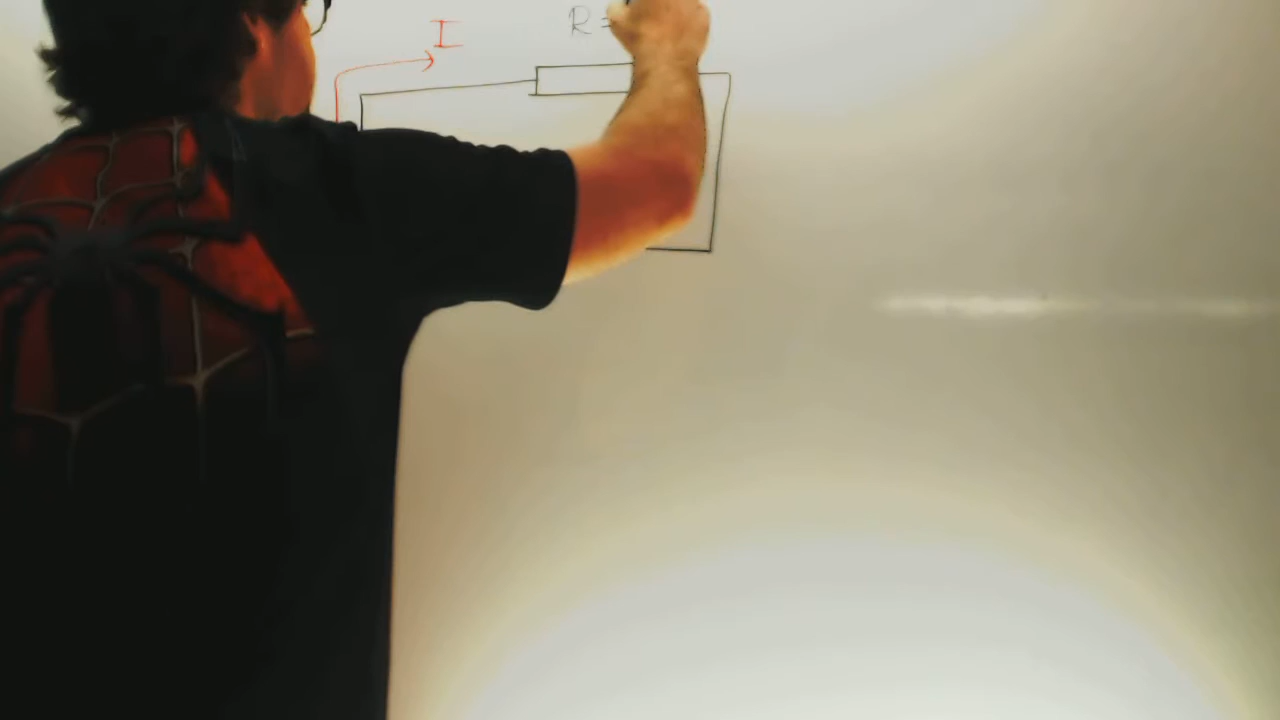 I
R =